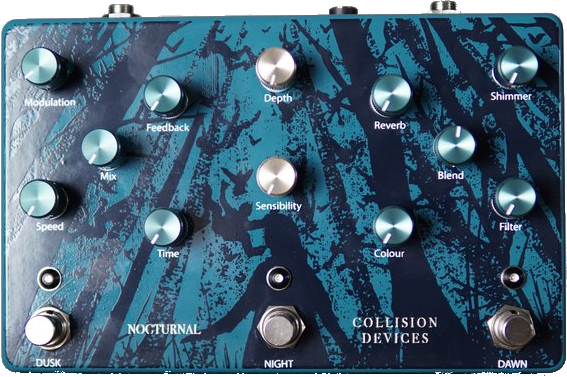 Modulation
Depth
Shimmer
Feedback
Reverb
Mix
Blend
Speed
Sensibility
Filter
Time
Colour
NOCTURNAL
COLLISION
DEVICES
DUSK
NIGHT
DAWN